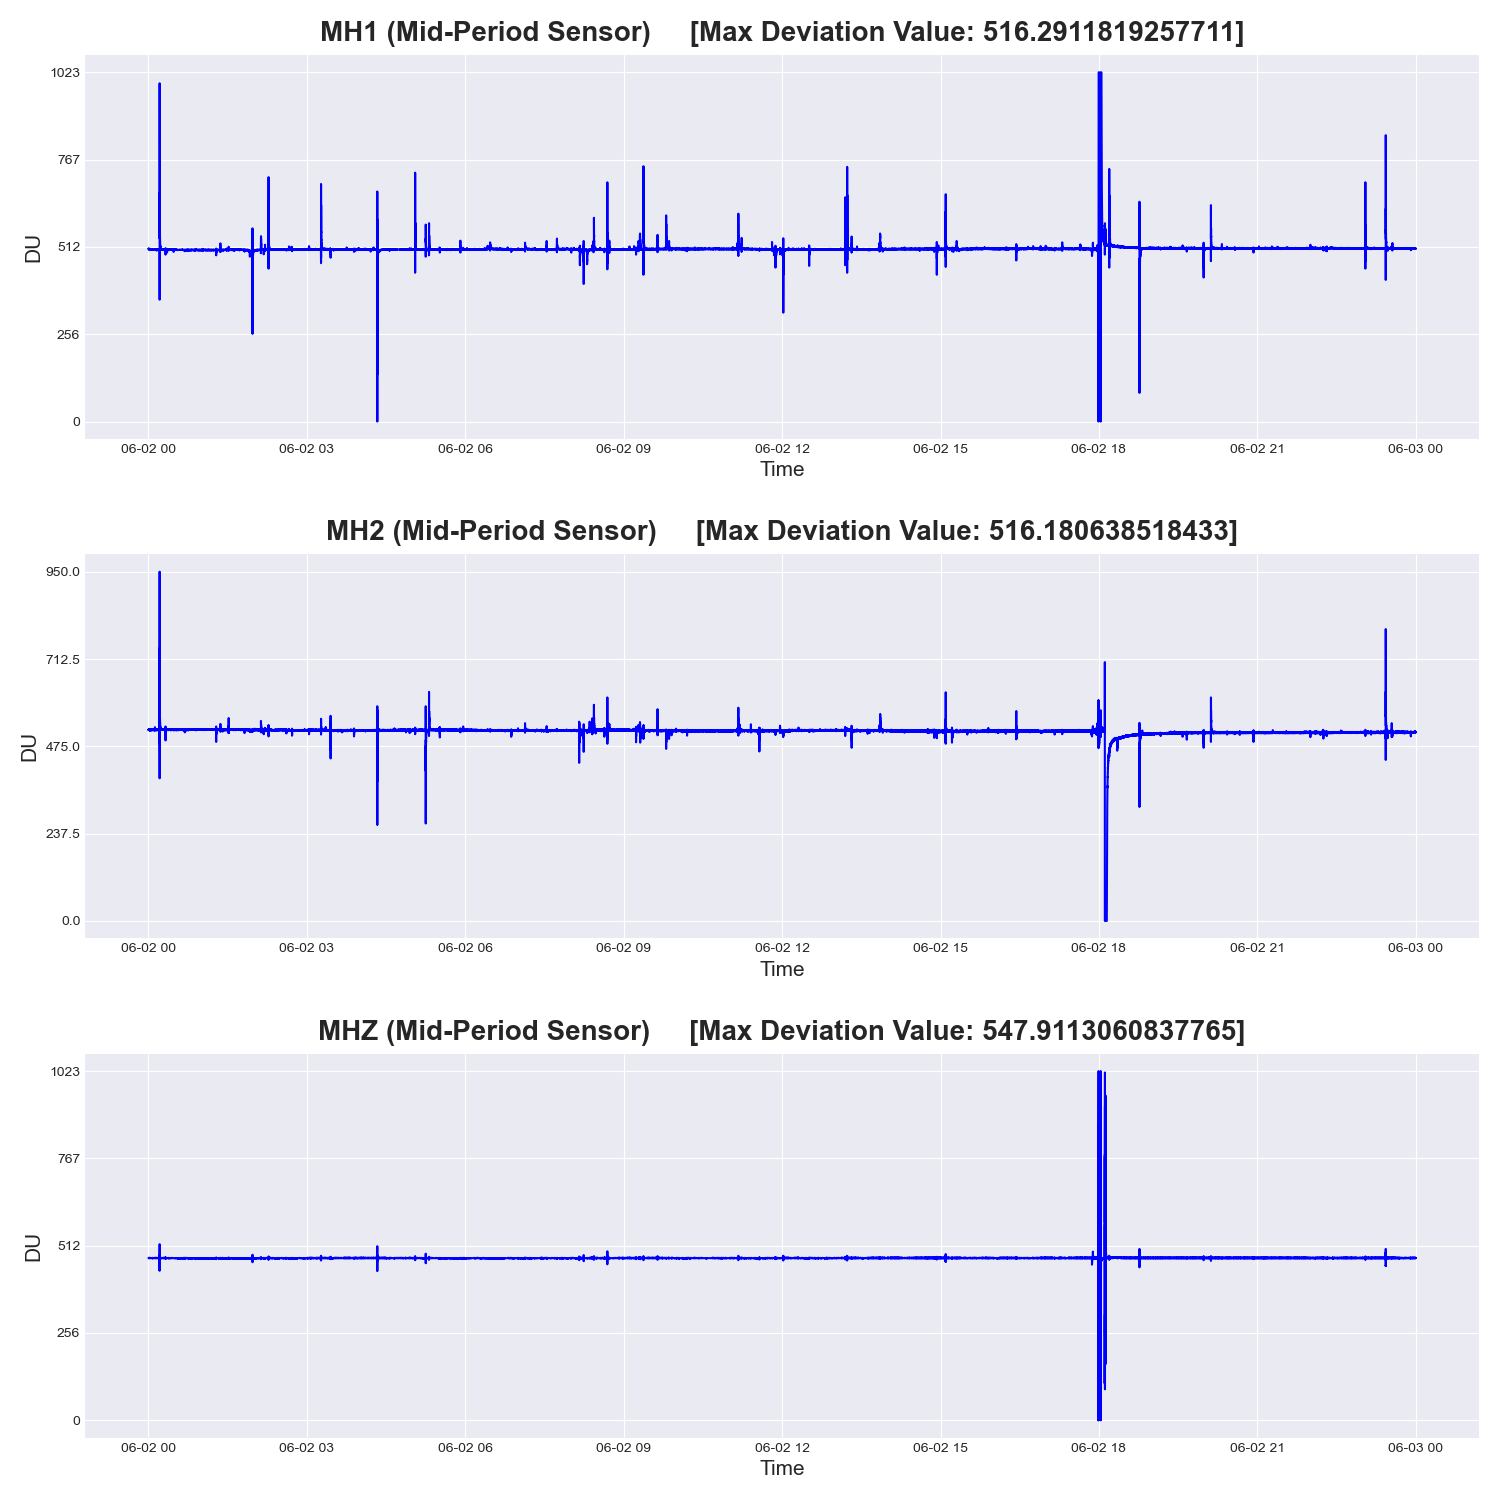 MH1 (Mid-Period Sensor) [Max Deviation Value: 516.2911819257711]
1023
767
512
256
0
DU
06-02 00 06-02 03 06-02 06 06-02 09 06-02 12 06-02 15 06-02 18 06-02 21 06-03 00
Time
MH2 (Mid-Period Sensor) [Max Deviation Value: 516.180638518433]
950.0
712.5
475.0
237.5
0.0
DU
06-02 00 06-02 03 06-02 06 06-02 09 06-02 12 06-02 15 06-02 18 06-02 21 06-03 00
Time
MHZ (Mid-Period Sensor) [Max Deviation Value: 547.9113060837765]
1023
767
512
256
0
DU
06-02 00 06-02 03 06-02 06 06-02 09 06-02 12 06-02 15 06-02 18 06-02 21 06-03 00
Time